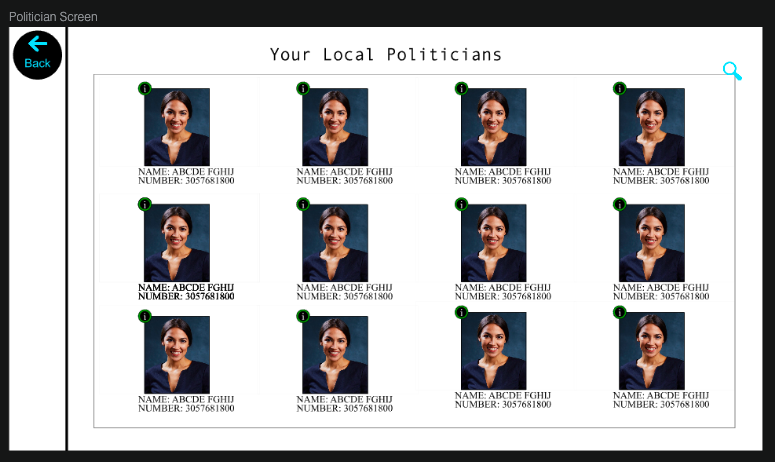 Politician Screen
Back
Your Local Politicians
i
i
i
i
NAME: ABCDE FGHIJ
NUMBER: 3057681800
NAME: ABCDE FGHIJ
NUMBER: 3057681800
NAME: ABCDE FGHIJ
NUMBER: 3057681800
NAME: ABCDE FGHIJ
NUMBER: 3057681800
i
i
i
i
NAME: ABCDE FGHIJ
NUMBER: 3057681800
NAME: ABCDE FGHIJ
NUMBER: 3057681800
NAME: ABCDE FGHIJ
NUMBER: 3057681800
NAME: ABCDE FGHIJ
NUMBER: 3057681800
i
i
i
i
NAME: ABCDE FGHIJ
NUMBER: 3057681800
NAME: ABCDE FGHIJ
NUMBER: 3057681800
NAME: ABCDE FGHIJ
NUMBER: 3057681800
NAME: ABCDE FGHIJ
NUMBER: 3057681800